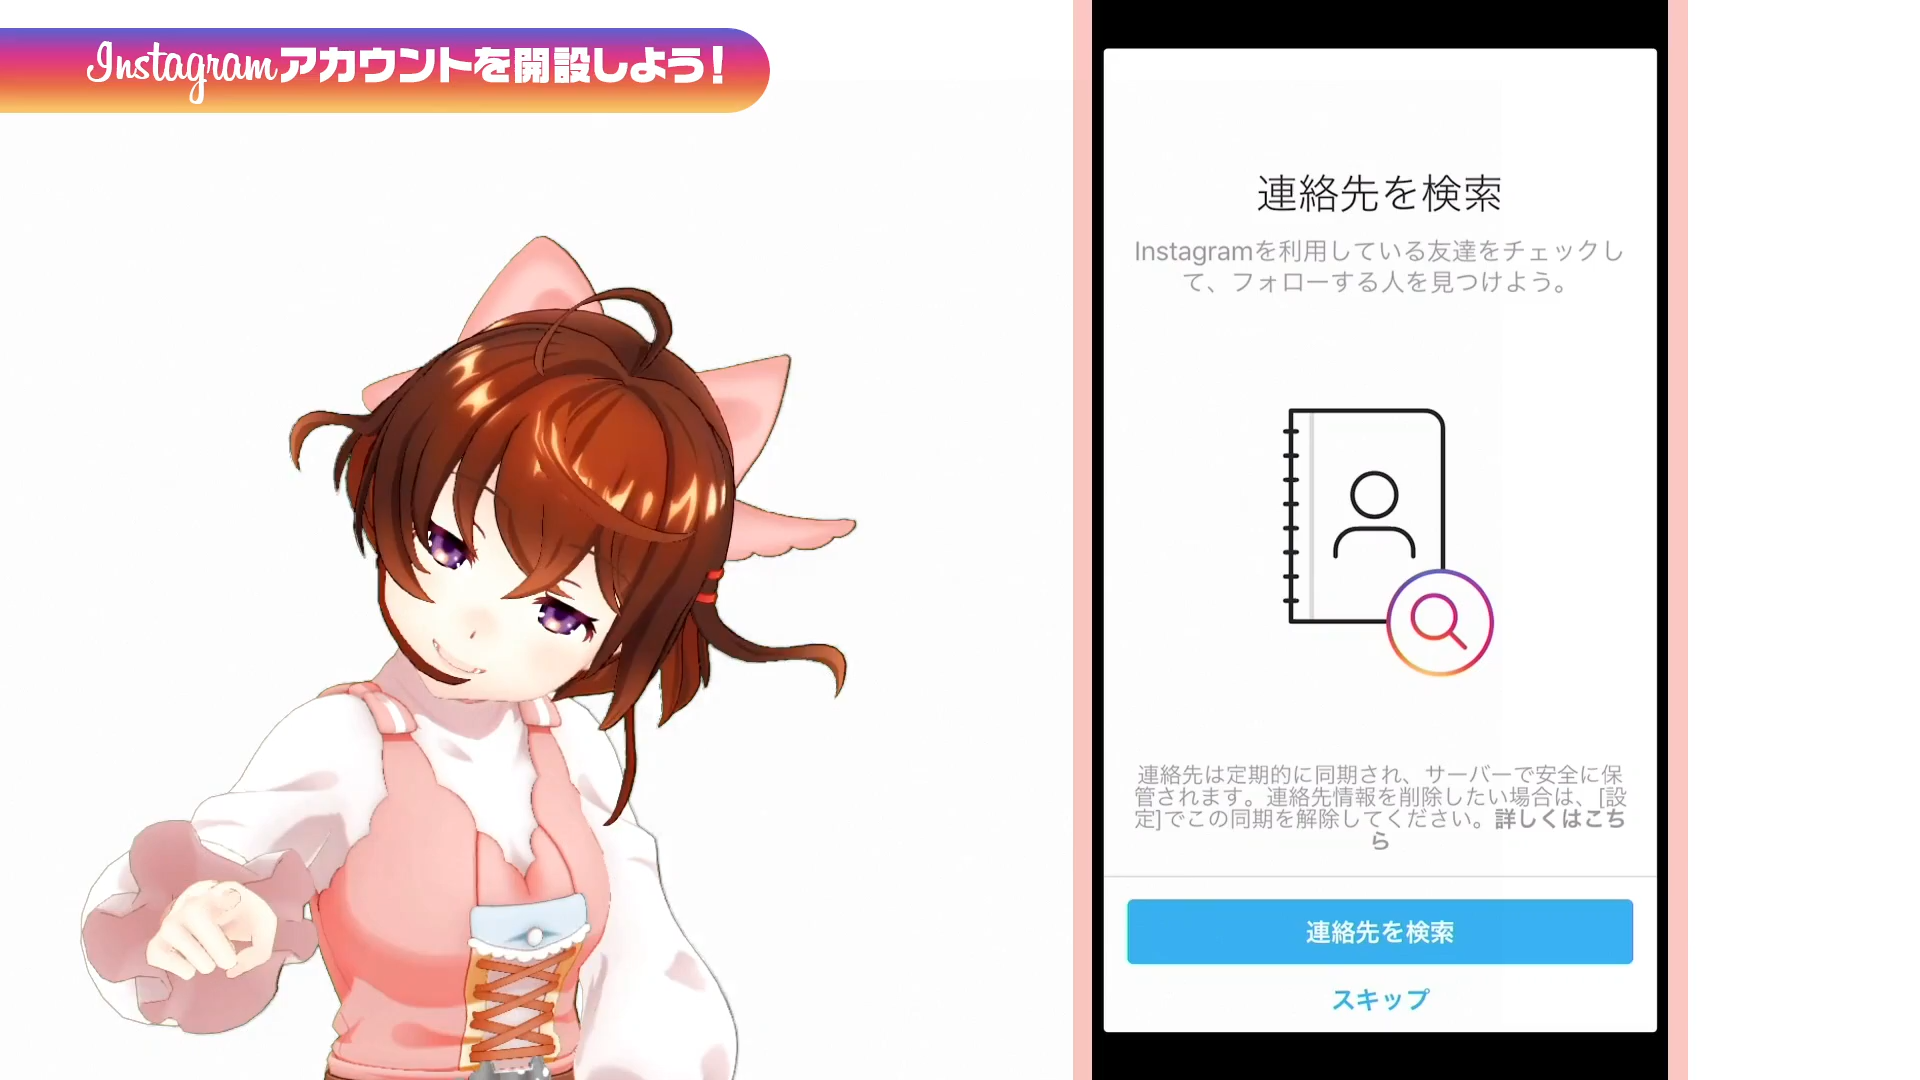 Instagramアカウントを開設しよう!
連絡先を検索
Instagramを利用している友達をチェックし
て、フォローする人を見つけよう。
連絡先は定期的に同期され、サーバーで安全に保
管されます。連絡先情報を削除したい場合は、[設
定]でこの同期を解除してください。詳しくはこち
ら
連絡先を検索
スキップ